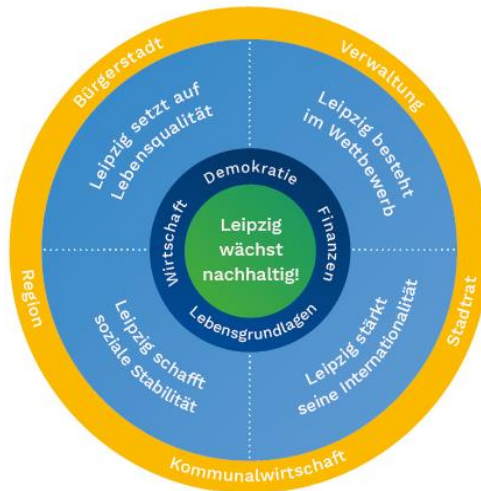 Bürgerstadt
Verwaltung
Leipzig setzt auf
Lebensqualität
Leipzig besteht
im Wettbewerb
Demokratie
Wirtschaft
Finanzen
Leipzig
wächst
nachhaltig!
Lebensgrundlagen
Region
Stadtrat
Leipzig schafft
soziale Stabilität
Leipzig stärkt
seine Internationalität
Kommunalwirtschaft